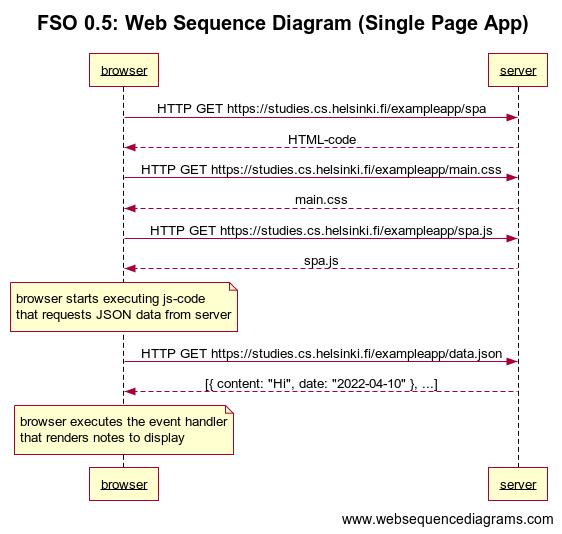 FSO 0.5: Web Sequence Diagram (Single Page App)
browser
server
HTTP GET https://studies.cs.helsinki.fi/exampleapp/spa
HTML-code
HTTP GET https://studies.cs.helsinki.fi/exampleapp/main.css
main.css
HTTP GET https://studies.cs.helsinki.fi/exampleapp/spa.js
spa.js
browser starts executing js-code
that requests JSON data from server
HTTP GET https://studies.cs.helsinki.fi/exampleapp/data.json
[{ content: "Hi", date: "2022-04-10" }, ...]
browser executes the event handler
that renders notes to display
browser
server
www.websequencediagrams.com